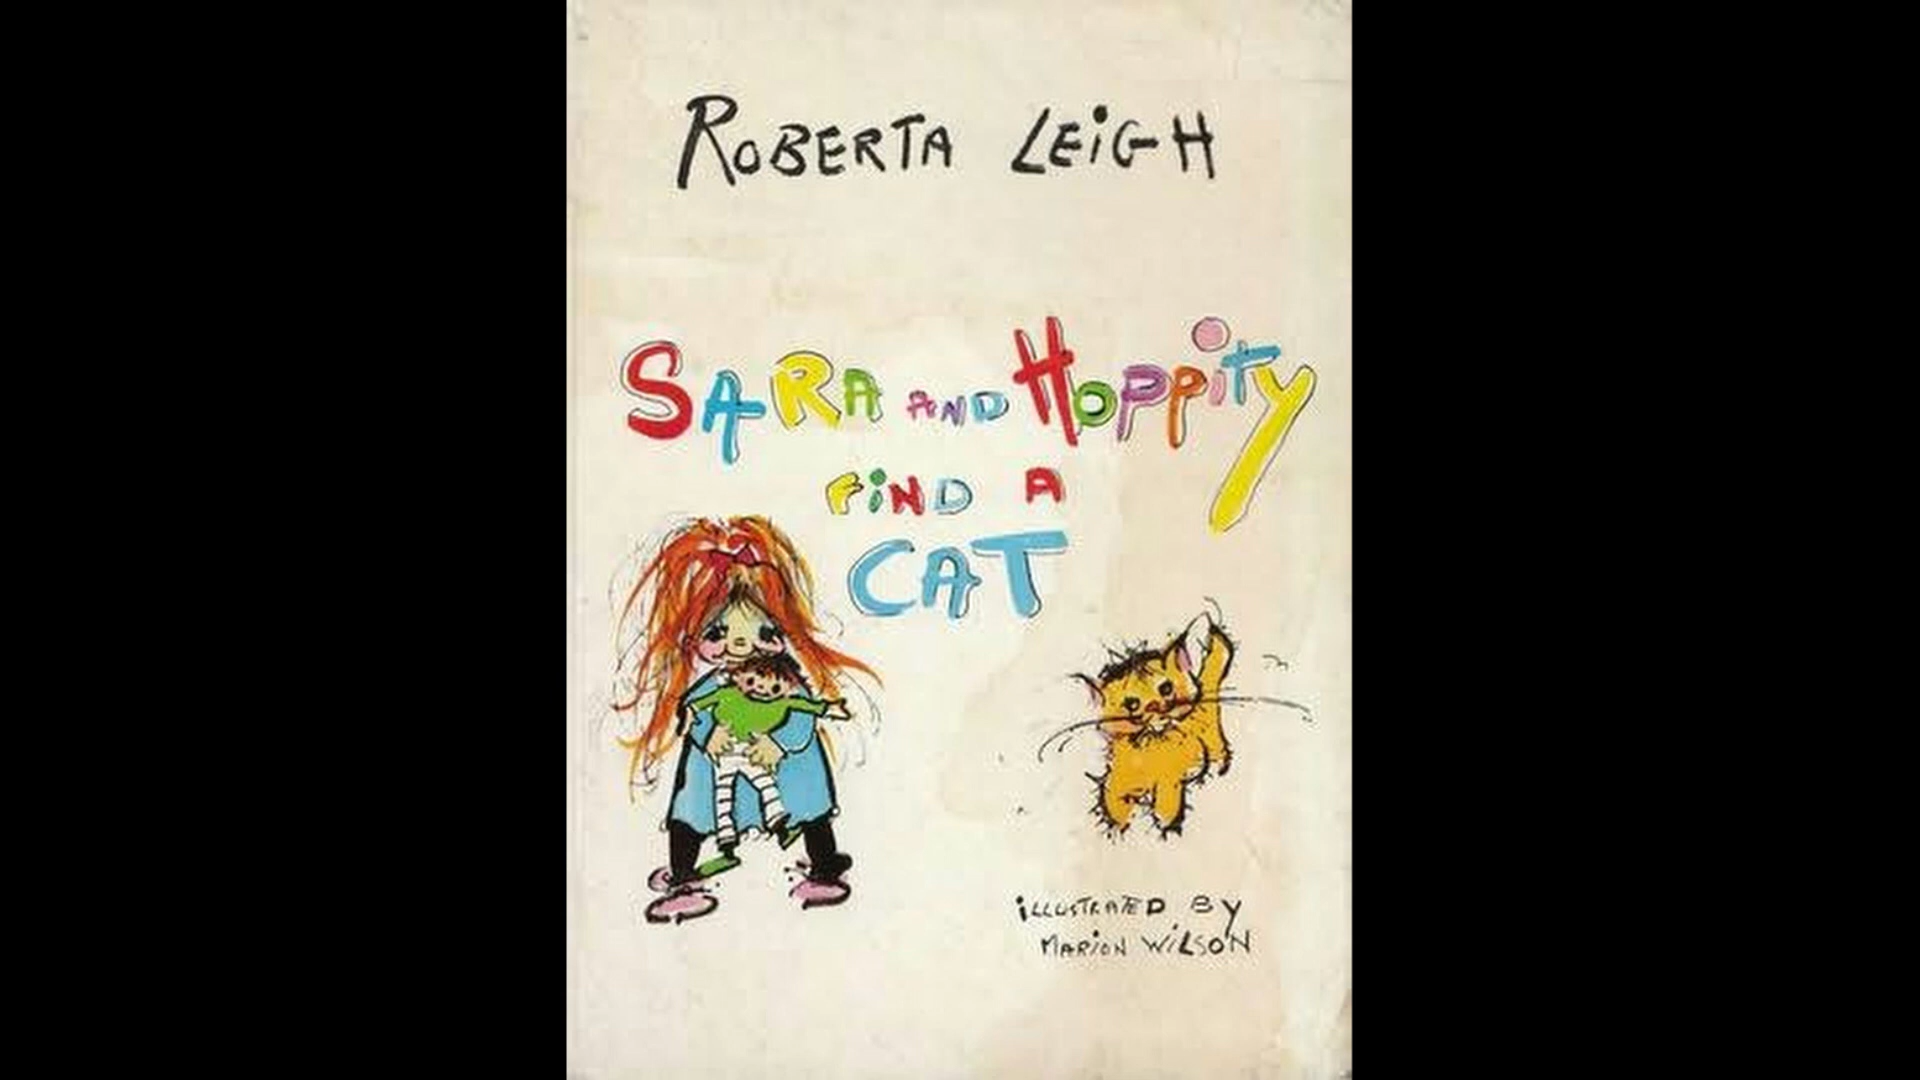 ROBERTA LEiGH
SARA AND HOPPiTY
FiND A
CAT
iLLUSTRATED BY
MARiON WiLSON